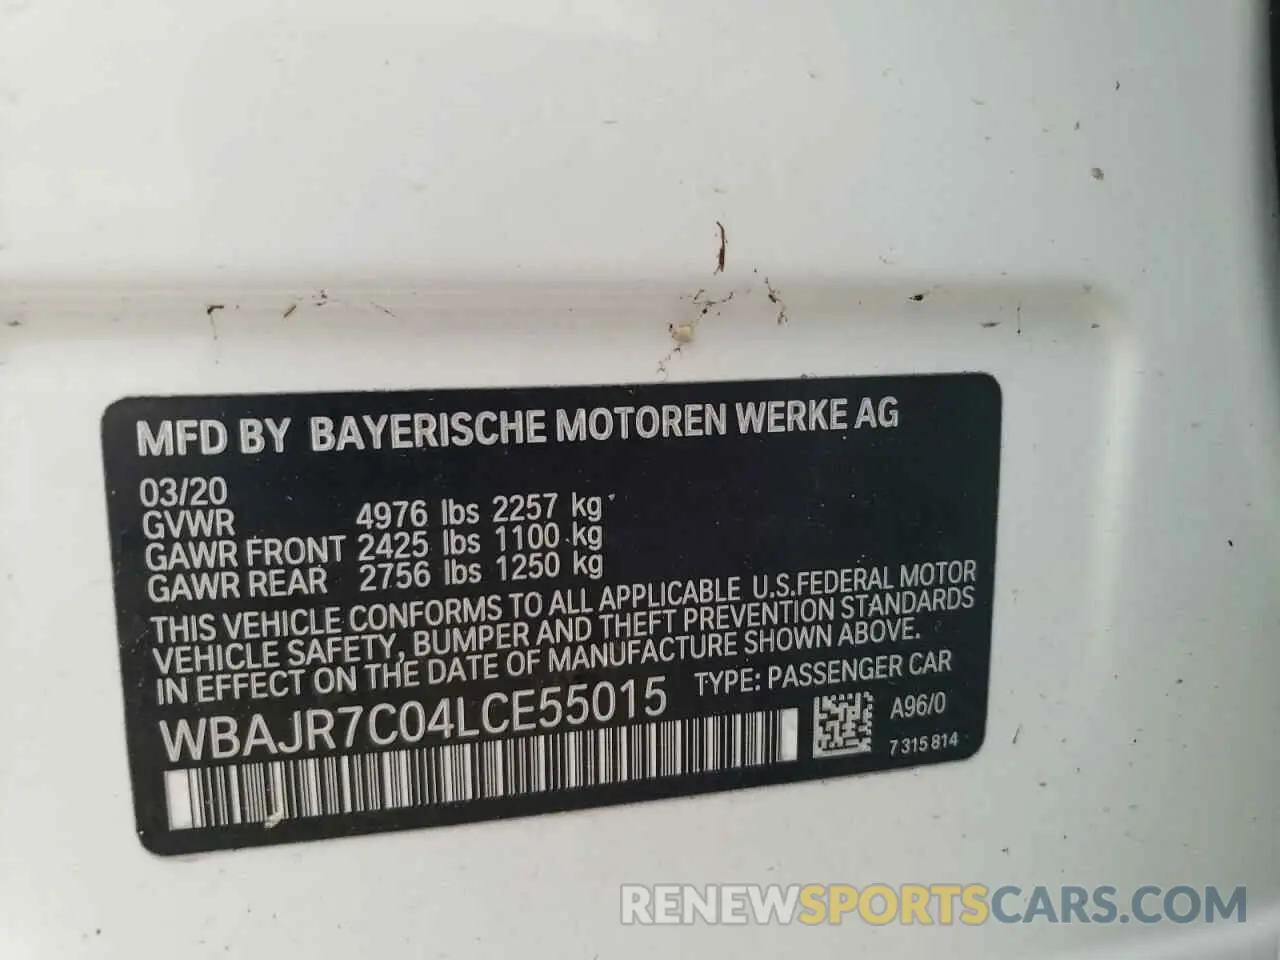 MFD BY BAYERISCHE MOTOREN WERKE AG
03/20
GVWR 4976 lbs 2257 kg
GAWR FRONT 2425 lbs 1100 kg
GAWR REAR 2756 lbs 1250 kg
THIS VEHICLE CONFORMS TO ALL APPLICABLE U.S.FEDERAL MOTOR
VEHICLE SAFETY, BUMPER AND THEFT PREVENTION STANDARDS
IN EFFECT ON THE DATE OF MANUFACTURE SHOWN ABOVE.
WBAJR7C04LCE55015 TYPE: PASSENGER CAR
A96/0
7 315 814
RENEWSPORTSCARS.COM